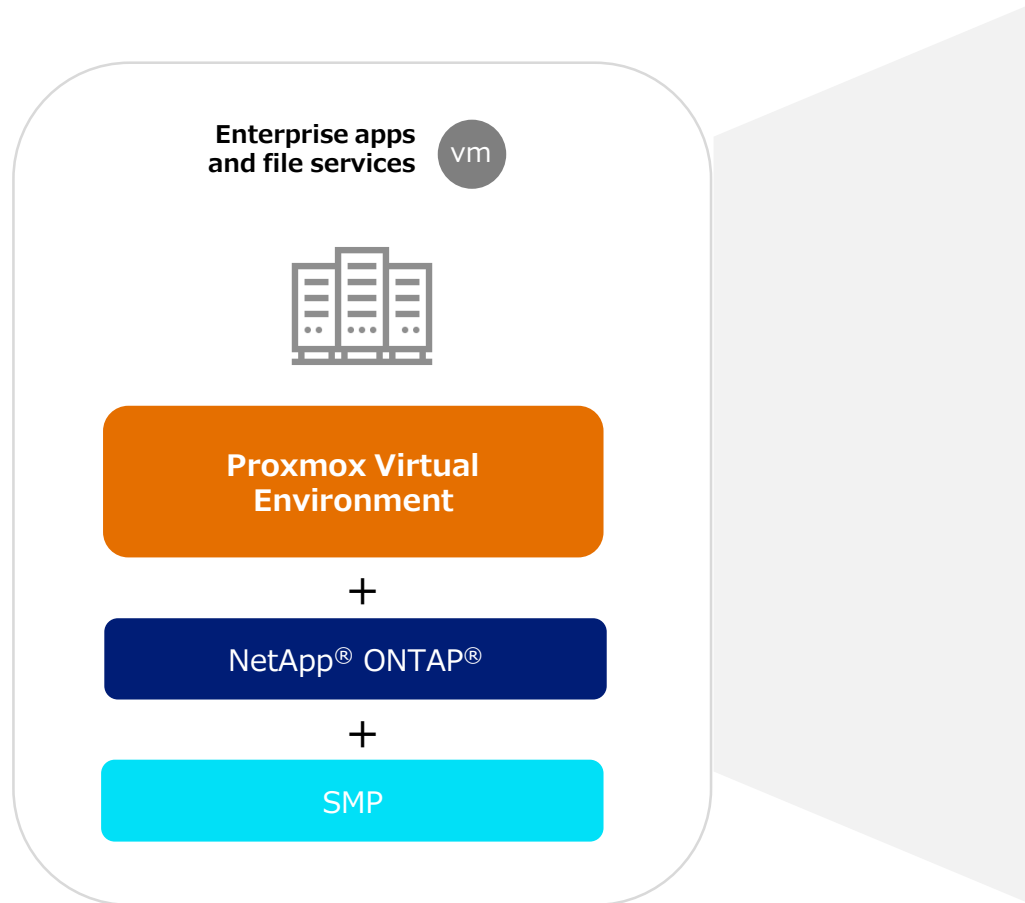 Enterprise apps
and file services
vm
Proxmox Virtual
Environment
+
NetApp® ONTAP®
+
SMP